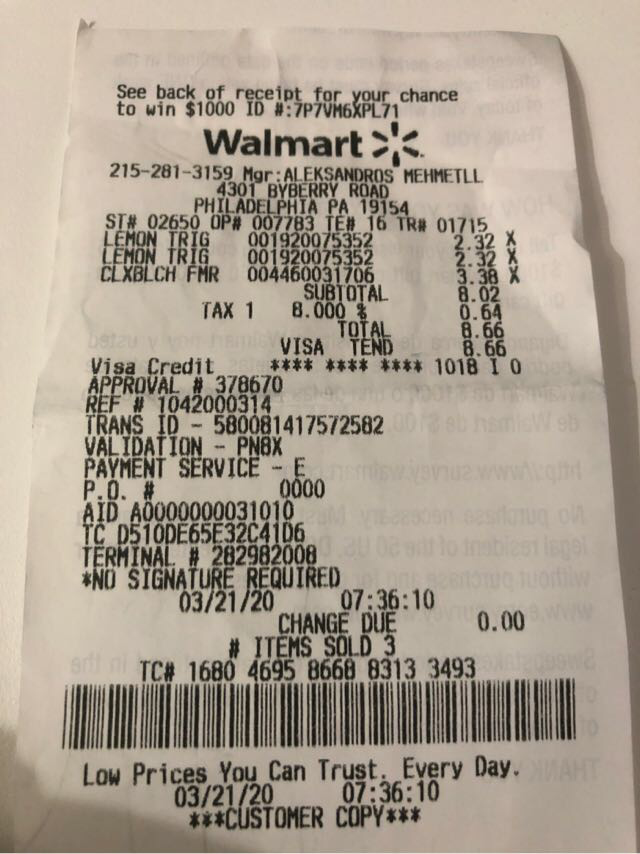 See back of receipt for your chance
to win $1000 ID #:7P7VM6XPL71
Walmart
215-281-3159 Mgr:ALEKSANDROS MEHMETLL
4301 BYBERRY ROAD
PHILADELPHIA PA 19154
ST# 02650 OP# 007783 TE# 16 TR# 01715
LEMON TRIG 001920075352 2.32 X
LEMON TRIG 001920075352 2.32 X
CLXBLCH FMR 004460031706 3.38 X
SUBTOTAL 8.02
TAX 1 8.000 % 0.64
TOTAL 8.66
VISA TEND 8.66
Visa Credit **** **** **** 1018 I 0
APPROVAL # 378670
REF # 1042000314
TRANS ID - 580081417572582
VALIDATION - PN8X
PAYMENT SERVICE - E
P.O. # 0000
AID A0000000031010
TC D510DE65E32C41D6
TERMINAL # 282982008
*NO SIGNATURE REQUIRED
03/21/20 07:36:10
CHANGE DUE 0.00
# ITEMS SOLD 3
TC# 1680 4695 8668 8313 3493
Low Prices You Can Trust. Every Day.
03/21/20 07:36:10
***CUSTOMER COPY***